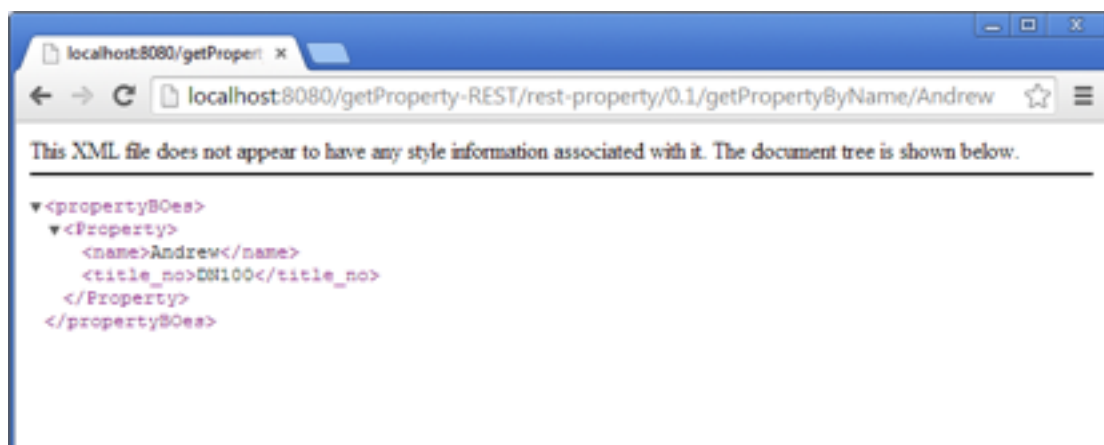 localhost:8080/getPropert
localhost:8080/getProperty-REST/rest-property/0.1/getPropertyByName/Andrew
This XML file does not appear to have any style information associated with it. The document tree is shown below.
▼<propertyBOes>
▼<Property>
<name>Andrew</name>
<title_no>DN100</title_no>
</Property>
</propertyBOes>